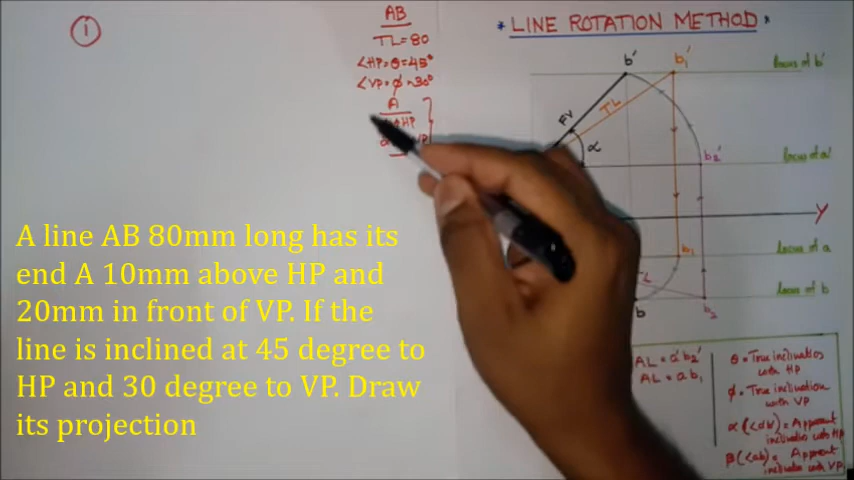 1
AB
TL = 80
∠HP = θ = 45°
∠VP = ϕ = 30°
A
HP
VP
* LINE ROTATION METHOD *
b' b₁' locus of b'
FV TL
α b₂' locus of a'
Y
b₁ locus of a
b b₂ locus of b
AL = a'b₂'
AL = ab₁
θ = True inclination
with HP
ϕ = True inclination
with VP
= Apparent
inclination with HP
β (∠ab) = Apparent
inclination with VP
A line AB 80mm long has its
end A 10mm above HP and
20mm in front of VP. If the
line is inclined at 45 degree to
HP and 30 degree to VP. Draw
its projection